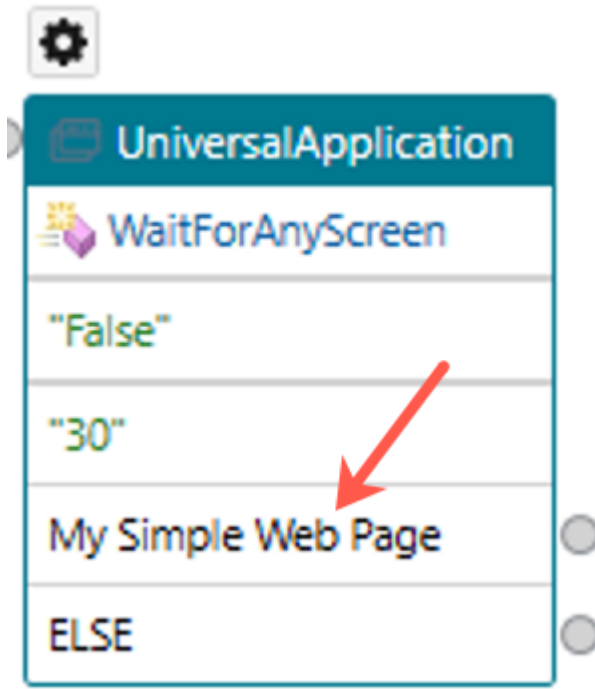 UniversalApplication
WaitForAnyScreen
"False"
"30"
My Simple Web Page
ELSE